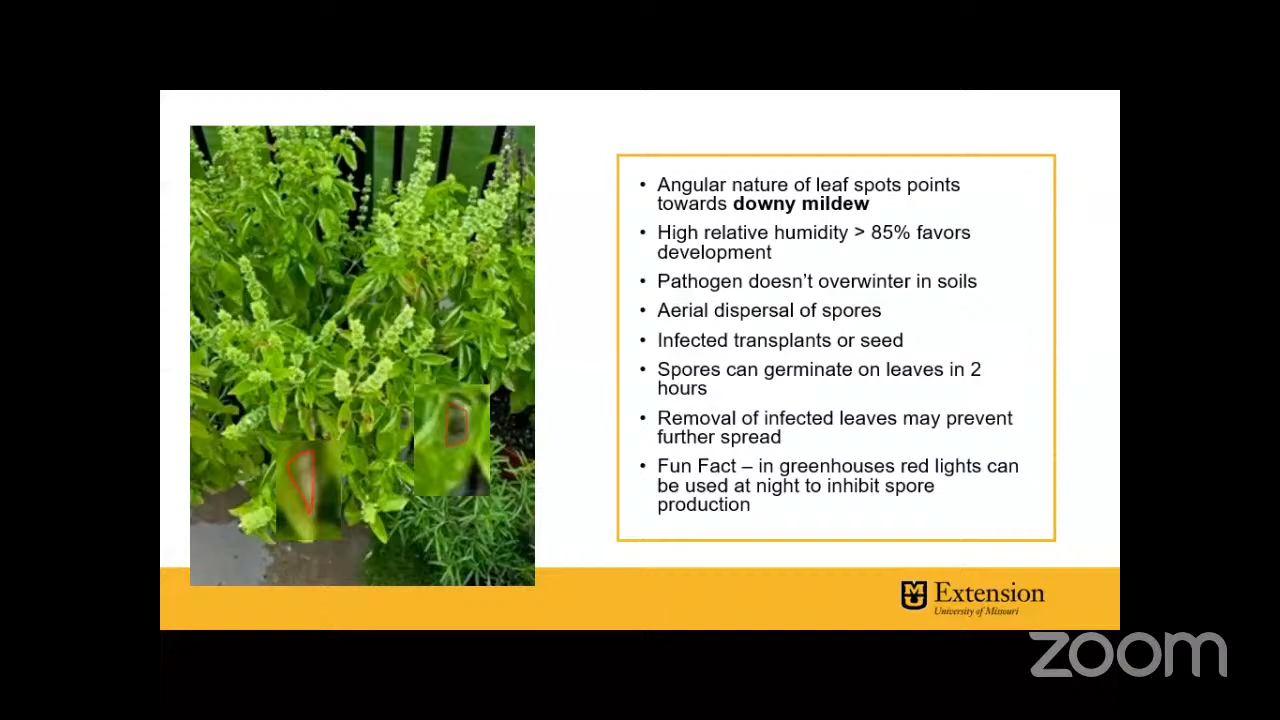 • Angular nature of leaf spots points
towards downy mildew
• High relative humidity > 85% favors
development
• Pathogen doesn’t overwinter in soils
• Aerial dispersal of spores
• Infected transplants or seed
• Spores can germinate on leaves in 2
hours
• Removal of infected leaves may prevent
further spread
• Fun Fact – in greenhouses red lights can
be used at night to inhibit spore
production
MU Extension
University of Missouri
zoom